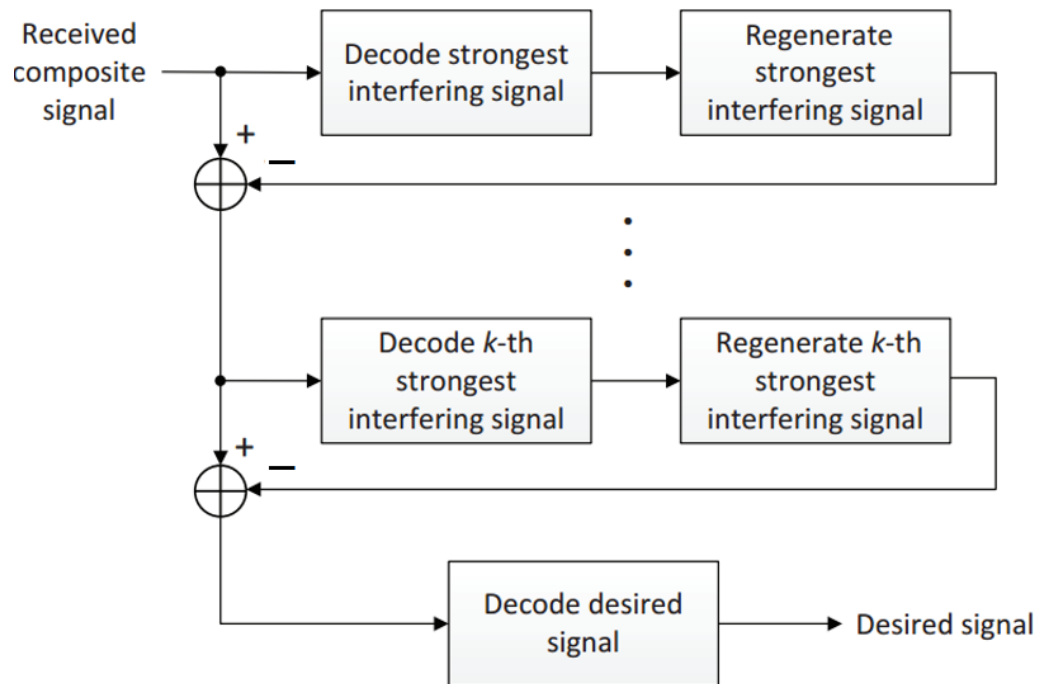 Received
composite
signal
Decode strongest
interfering signal
Regenerate
strongest
interfering signal
+
−
Decode k-th
strongest
interfering signal
Regenerate k-th
strongest
interfering signal
+
−
Decode desired
signal
Desired signal